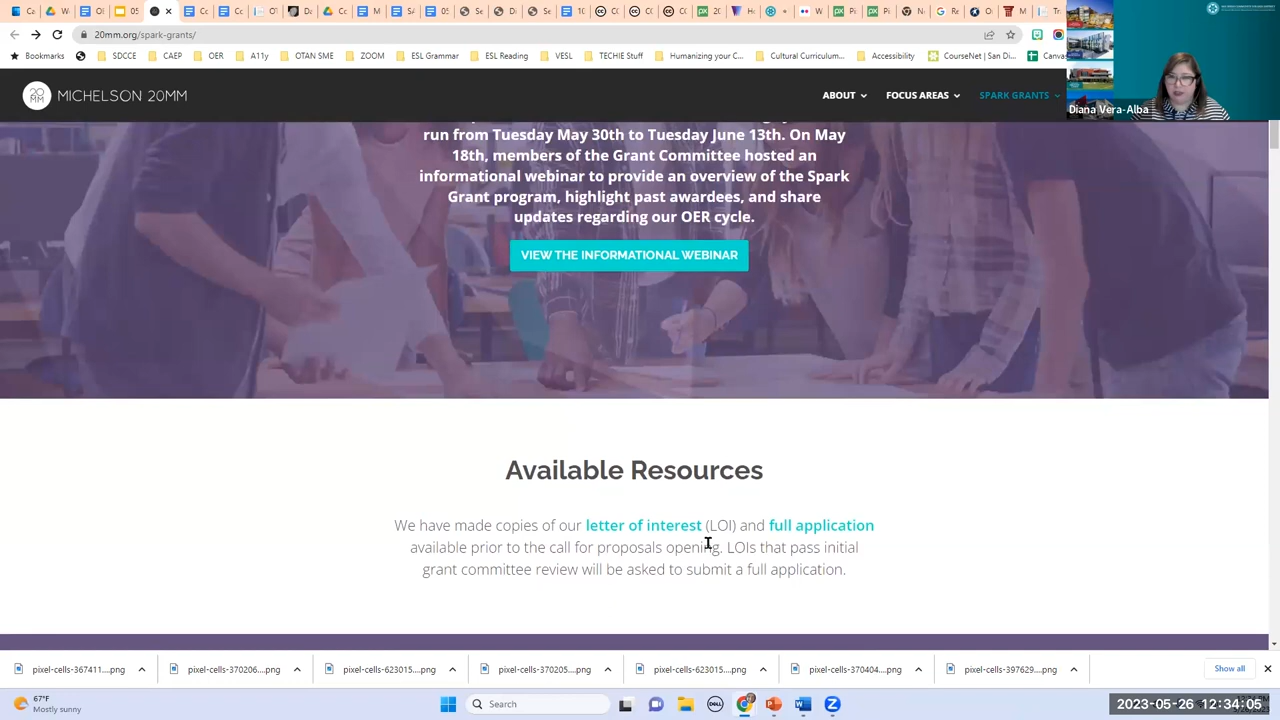 20mm.org/spark-grants/
Bookmarks
SDCCE
CAEP
OER
A11y
OTAN SME
ESL Grammar
ESL Reading
VESL
TECHIE Stuff...
Humanizing your C...
Cultural Curriculum...
Accessibility
CourseNet | San Di...
20 MM
MICHELSON 20MM
ABOUT
FOCUS AREAS
SPARK GRANTS
Diana Vera-Alba
run from Tuesday May 30th to Tuesday June 13th. On May
18th, members of the Grant Committee hosted an
informational webinar to provide an overview of the Spark
Grant program, highlight past awardees, and share
updates regarding our OER cycle.
VIEW THE INFORMATIONAL WEBINAR
Available Resources
We have made copies of our letter of interest (LOI) and full application
available prior to the call for proposals opening. LOIs that pass initial
grant committee review will be asked to submit a full application.
pixel-cells-367411....png
pixel-cells-370206....png
pixel-cells-623015....png
pixel-cells-370205....png
pixel-cells-623015....png
pixel-cells-370404....png
pixel-cells-397629....png
Show all
67°F
Mostly sunny
Search
2023-05-26 12:34:05